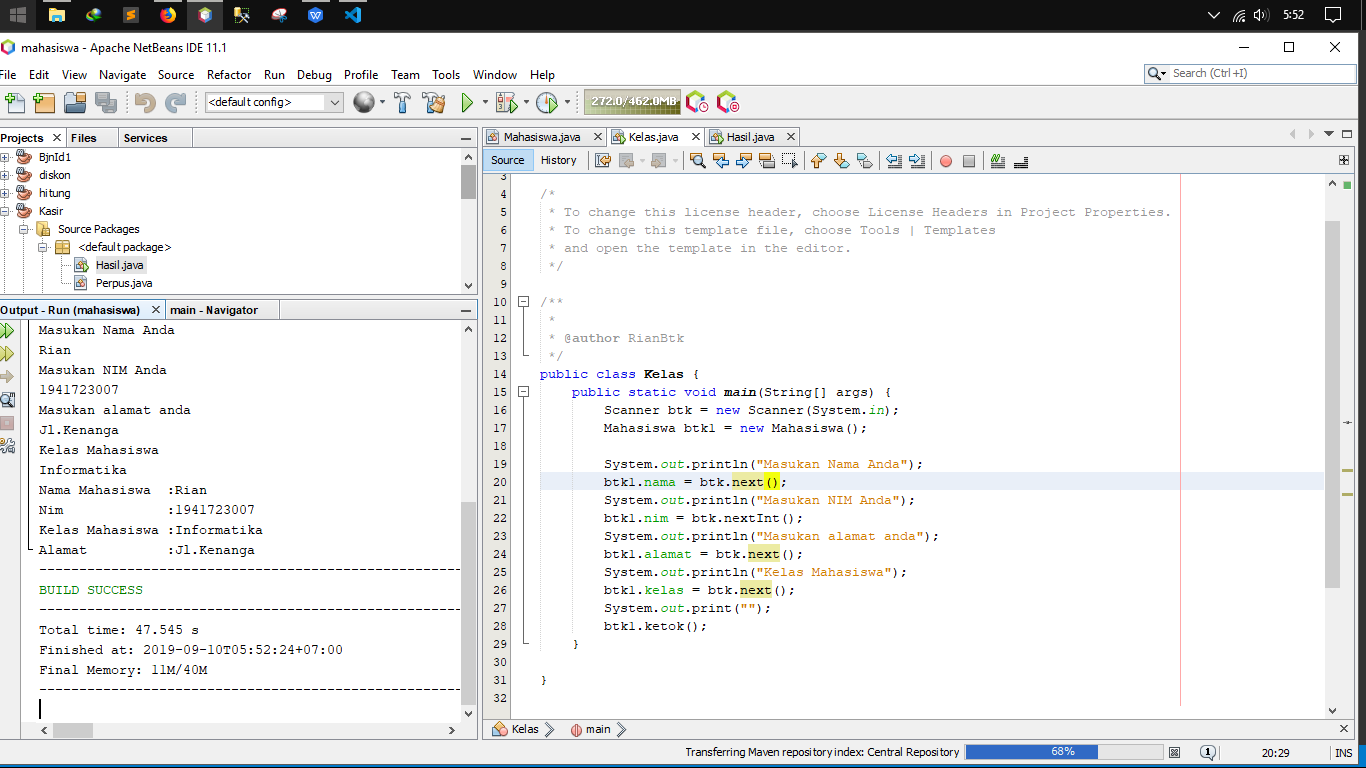 5:52
mahasiswa - Apache NetBeans IDE 11.1
File Edit View Navigate Source Refactor Run Debug Profile Team Tools Window Help
Search (Ctrl+I)
<default config>
272.0/462.0MB
Projects Files Services
BjnId1
diskon
hitung
Kasir
Source Packages
<default package>
Hasil.java
Perpus.java
Output - Run (mahasiswa) main - Navigator
Masukan Nama Anda
Rian
Masukan NIM Anda
1941723007
Masukan alamat anda
Jl.Kenanga
Kelas Mahasiswa
Informatika
Nama Mahasiswa  :Rian
Nim             :1941723007
Kelas Mahasiswa :Informatika
Alamat          :Jl.Kenanga
------------------------------------------------------------------------
BUILD SUCCESS
------------------------------------------------------------------------
Total time: 47.545 s
Finished at: 2019-09-10T05:52:24+07:00
Final Memory: 11M/40M
------------------------------------------------------------------------
Mahasiswa.java Kelas.java Hasil.java
Source History
3
4 /*
5  * To change this license header, choose License Headers in Project Properties.
6  * To change this template file, choose Tools | Templates
7  * and open the template in the editor.
8  */
9
10 /**
11  *
12  * @author RianBtk
13  */
14 public class Kelas {
15     public static void main(String[] args) {
16         Scanner btk = new Scanner(System.in);
17         Mahasiswa btk1 = new Mahasiswa();
18
19         System.out.println("Masukan Nama Anda");
20         btk1.nama = btk.next();
21         System.out.println("Masukan NIM Anda");
22         btk1.nim = btk.nextInt();
23         System.out.println("Masukan alamat anda");
24         btk1.alamat = btk.next();
25         System.out.println("Kelas Mahasiswa");
26         btk1.kelas = btk.next();
27         System.out.print("");
28         btk1.ketok();
29     }
30
31 }
32
Kelas main
Transferring Maven repository index: Central Repository 68% 1 20:29 INS